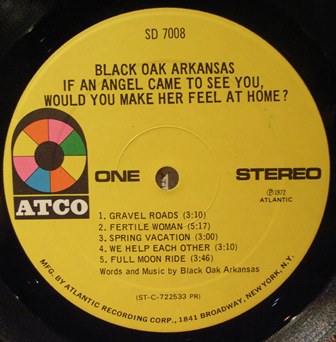 SD 7008
BLACK OAK ARKANSAS
IF AN ANGEL CAME TO SEE YOU,
WOULD YOU MAKE HER FEEL AT HOME?
ONE
STEREO
Ⓟ1972
ATLANTIC
ATCO
1. GRAVEL ROADS (3:10)
2. FERTILE WOMAN (5:17)
3. SPRING VACATION (3:00)
4. WE HELP EACH OTHER (5:10)
5. FULL MOON RIDE (3:46)
Words and Music by Black Oak Arkansas
(ST-C-722533 PR)
MFG. BY ATLANTIC RECORDING CORP., 1841 BROADWAY, NEW YORK, N.Y.